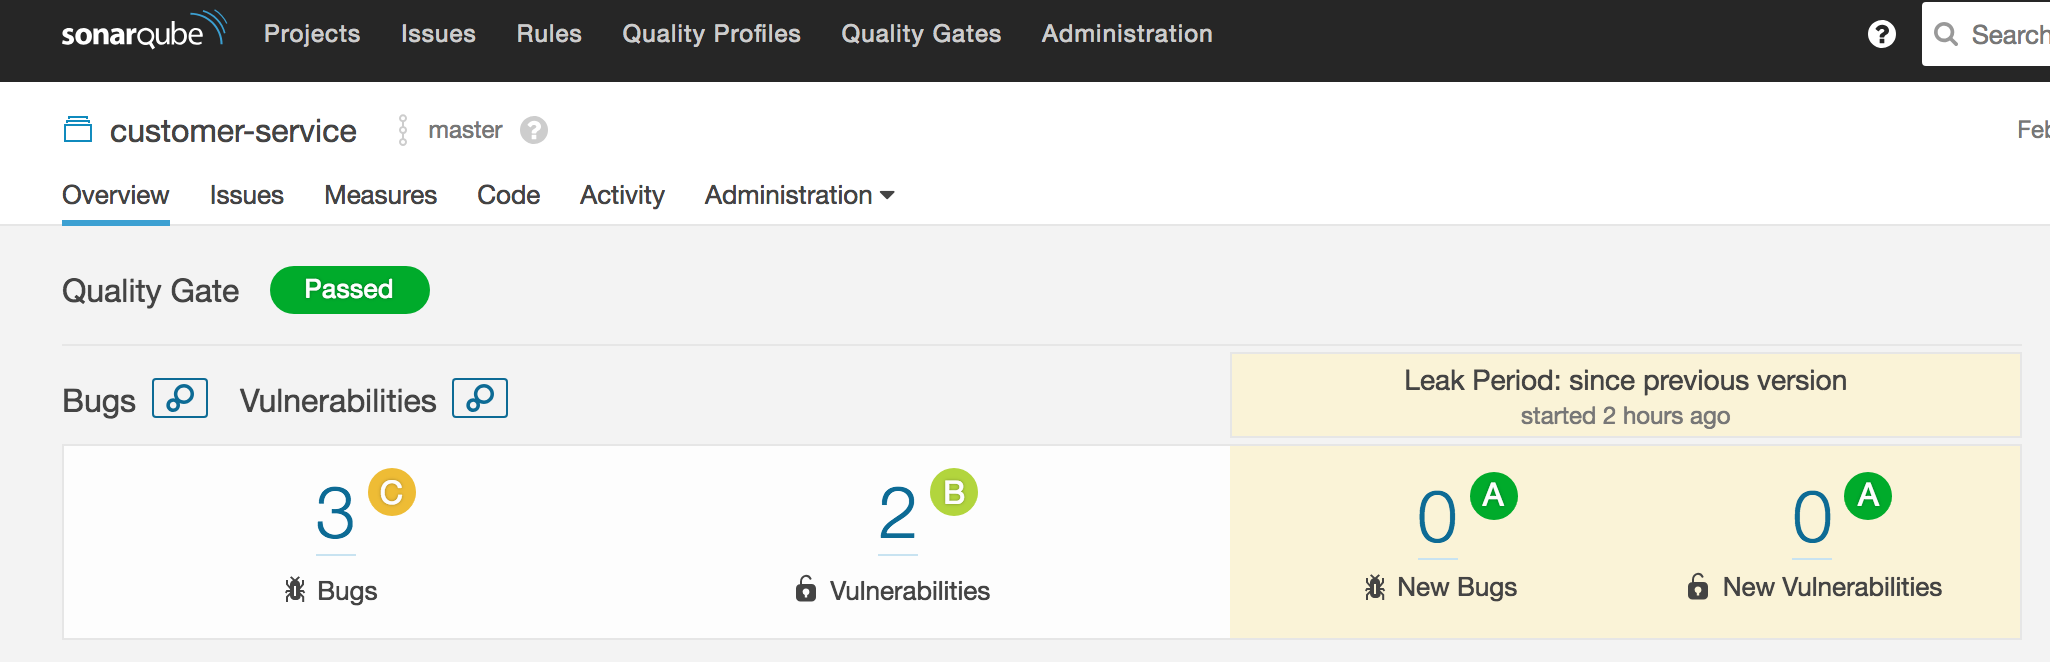 sonarqube Projects Issues Rules Quality Profiles Quality Gates Administration ? Search
customer-service master ? Feb
Overview Issues Measures Code Activity Administration
Quality Gate Passed
Leak Period: since previous version
Bugs Vulnerabilities
started 2 hours ago
3 C 2 B 0 A 0 A
Bugs Vulnerabilities New Bugs New Vulnerabilities